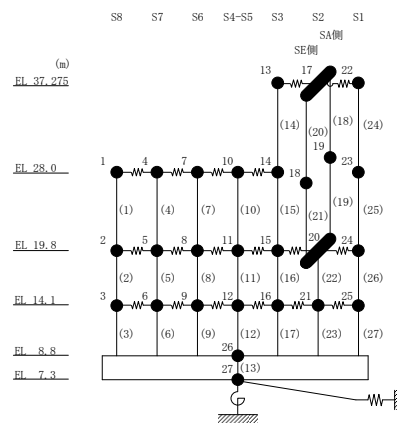 S8 S7 S6 S4-S5 S3 S2 S1
SA側
SE側
(m)
13 17 22
EL 37.275
(14) (20) (18) (24)
19
1 4 7 10 14 23
EL 28.0
18
(1) (4) (7) (10) (15) (21) (19) (25)
2 5 8 11 15 20 24
EL 19.8
(2) (5) (8) (11) (16) (22) (26)
3 6 9 12 16 21 25
EL 14.1
(3) (6) (9) (12) (17) (23) (27)
26
EL 8.8
27 (13)
EL 7.3